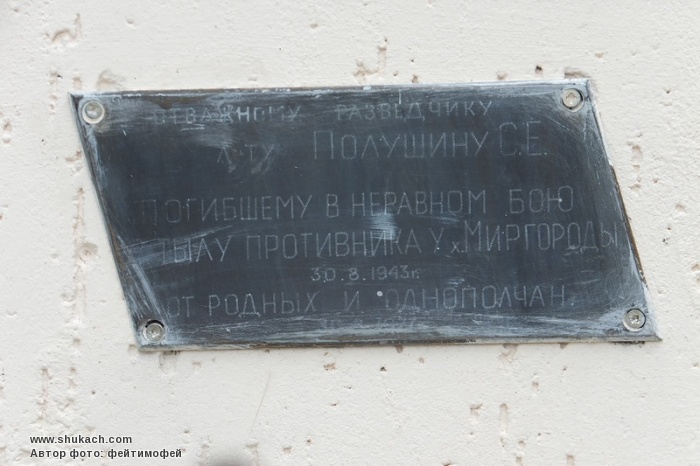 ОТВАЖНОМУ РАЗВЕДЧИКУ
Л-ТУ ПОЛУШИНУ С.Е.
ПОГИБШЕМУ В НЕРАВНОМ БОЮ
ТЫЛУ ПРОТИВНИКА У х.МИРГОРОДЫ
30.8.1943г.
ОТ РОДНЫХ И ОДНОПОЛЧАН.
www.shukach.com
Автор фото: фейтимофей